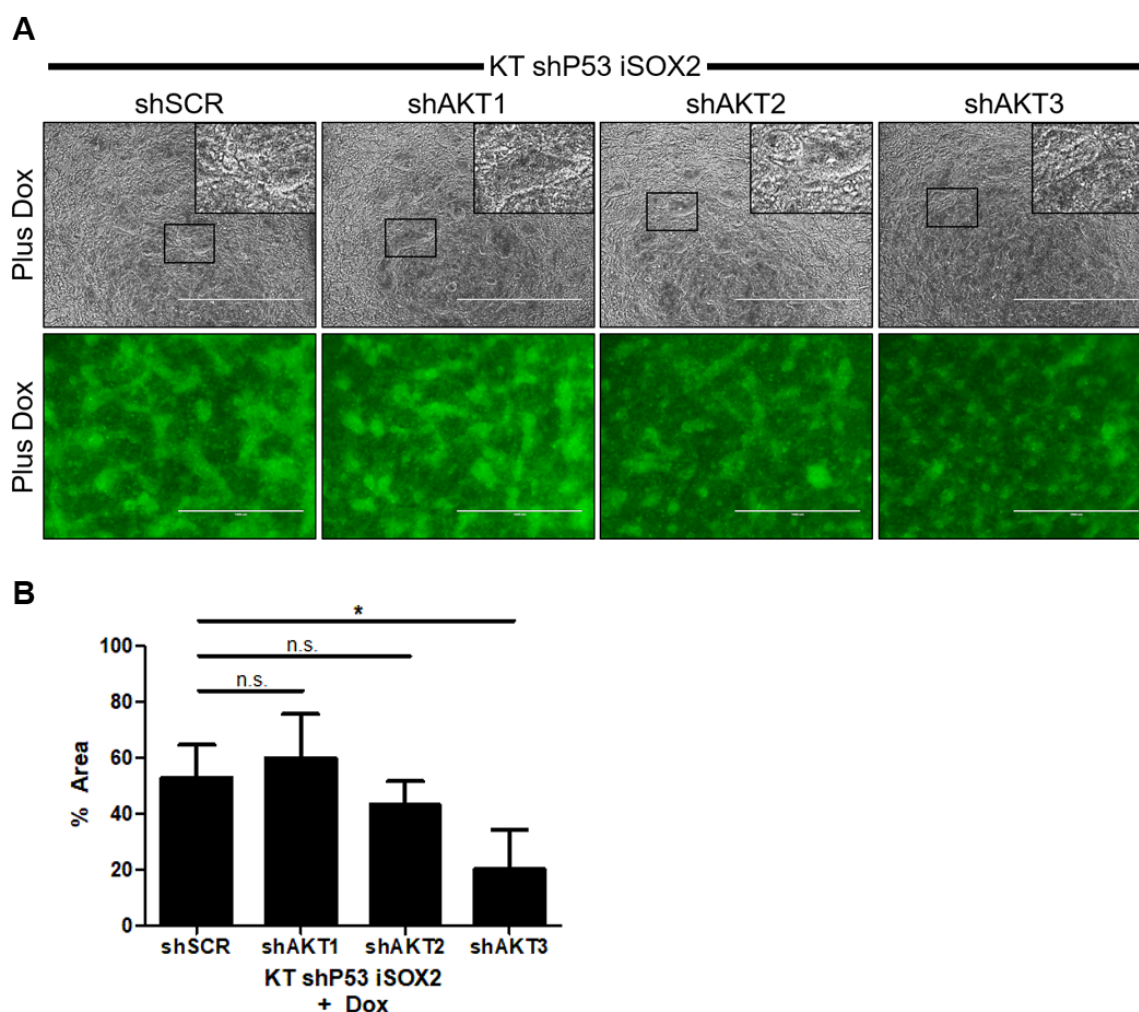 A
KT shP53 iSOX2
shSCR shAKT1 shAKT2 shAKT3
Plus Dox
Plus Dox
B
*
n.s.
n.s.
100
80
60
40
20
0
% Area
shSCR shAKT1 shAKT2 shAKT3
KT shP53 iSOX2
+ Dox